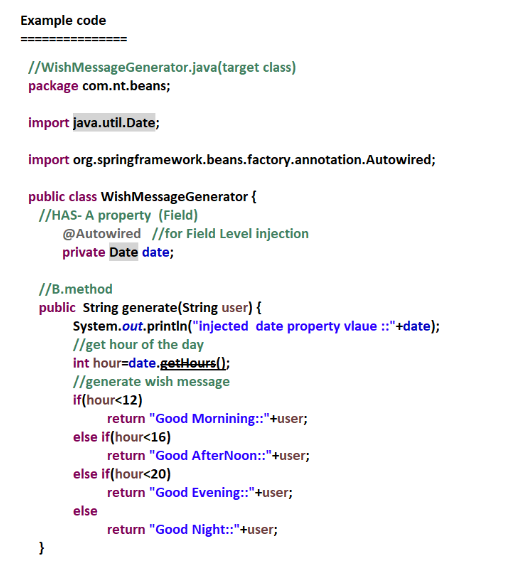 Example code
===============
//WishMessageGenerator.java(target class)
package com.nt.beans;
import java.util.Date;
import org.springframework.beans.factory.annotation.Autowired;
public class WishMessageGenerator {
//HAS- A property  (Field)
@Autowired   //for Field Level injection
private Date date;
//B.method
public  String generate(String user) {
System.out.println("injected  date property vlaue ::"+date);
//get hour of the day
int hour=date.getHours();
//generate wish message
if(hour<12)
return "Good Mornining::"+user;
else if(hour<16)
return "Good AfterNoon::"+user;
else if(hour<20)
return "Good Evening::"+user;
else
return "Good Night::"+user;
}